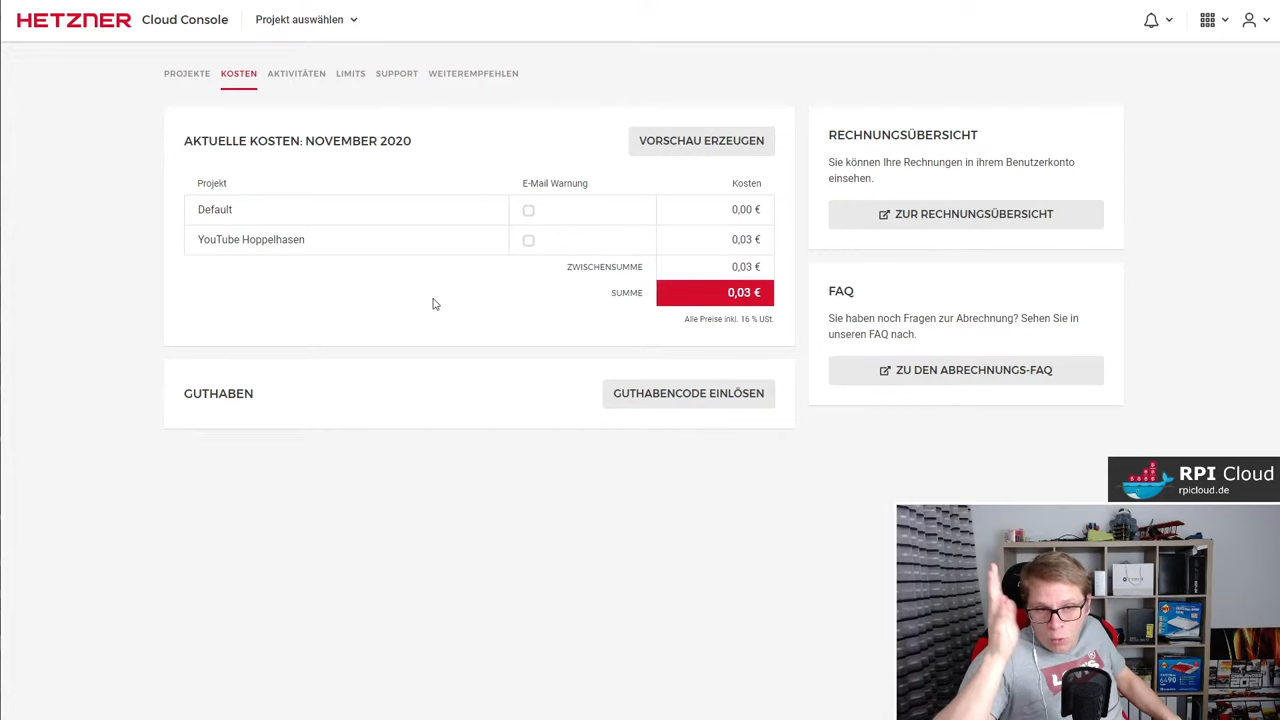 HETZNER Cloud Console Projekt auswählen
PROJEKTE KOSTEN AKTIVITÄTEN LIMITS SUPPORT WEITEREMPFEHLEN
AKTUELLE KOSTEN: NOVEMBER 2020
VORSCHAU ERZEUGEN
Projekt E-Mail Warnung Kosten
Default 0,00 €
YouTube Hoppelhasen 0,03 €
ZWISCHENSUMME 0,03 €
SUMME 0,03 €
Alle Preise inkl. 16 % USt.
GUTHABEN
GUTHABENCODE EINLÖSEN
RECHNUNGSÜBERSICHT
Sie können Ihre Rechnungen in ihrem Benutzerkonto
einsehen.
ZUR RECHNUNGSÜBERSICHT
FAQ
Sie haben noch Fragen zur Abrechnung? Sehen Sie in
unseren FAQ nach.
ZU DEN ABRECHNUNGS-FAQ
RPI Cloud
rpicloud.de